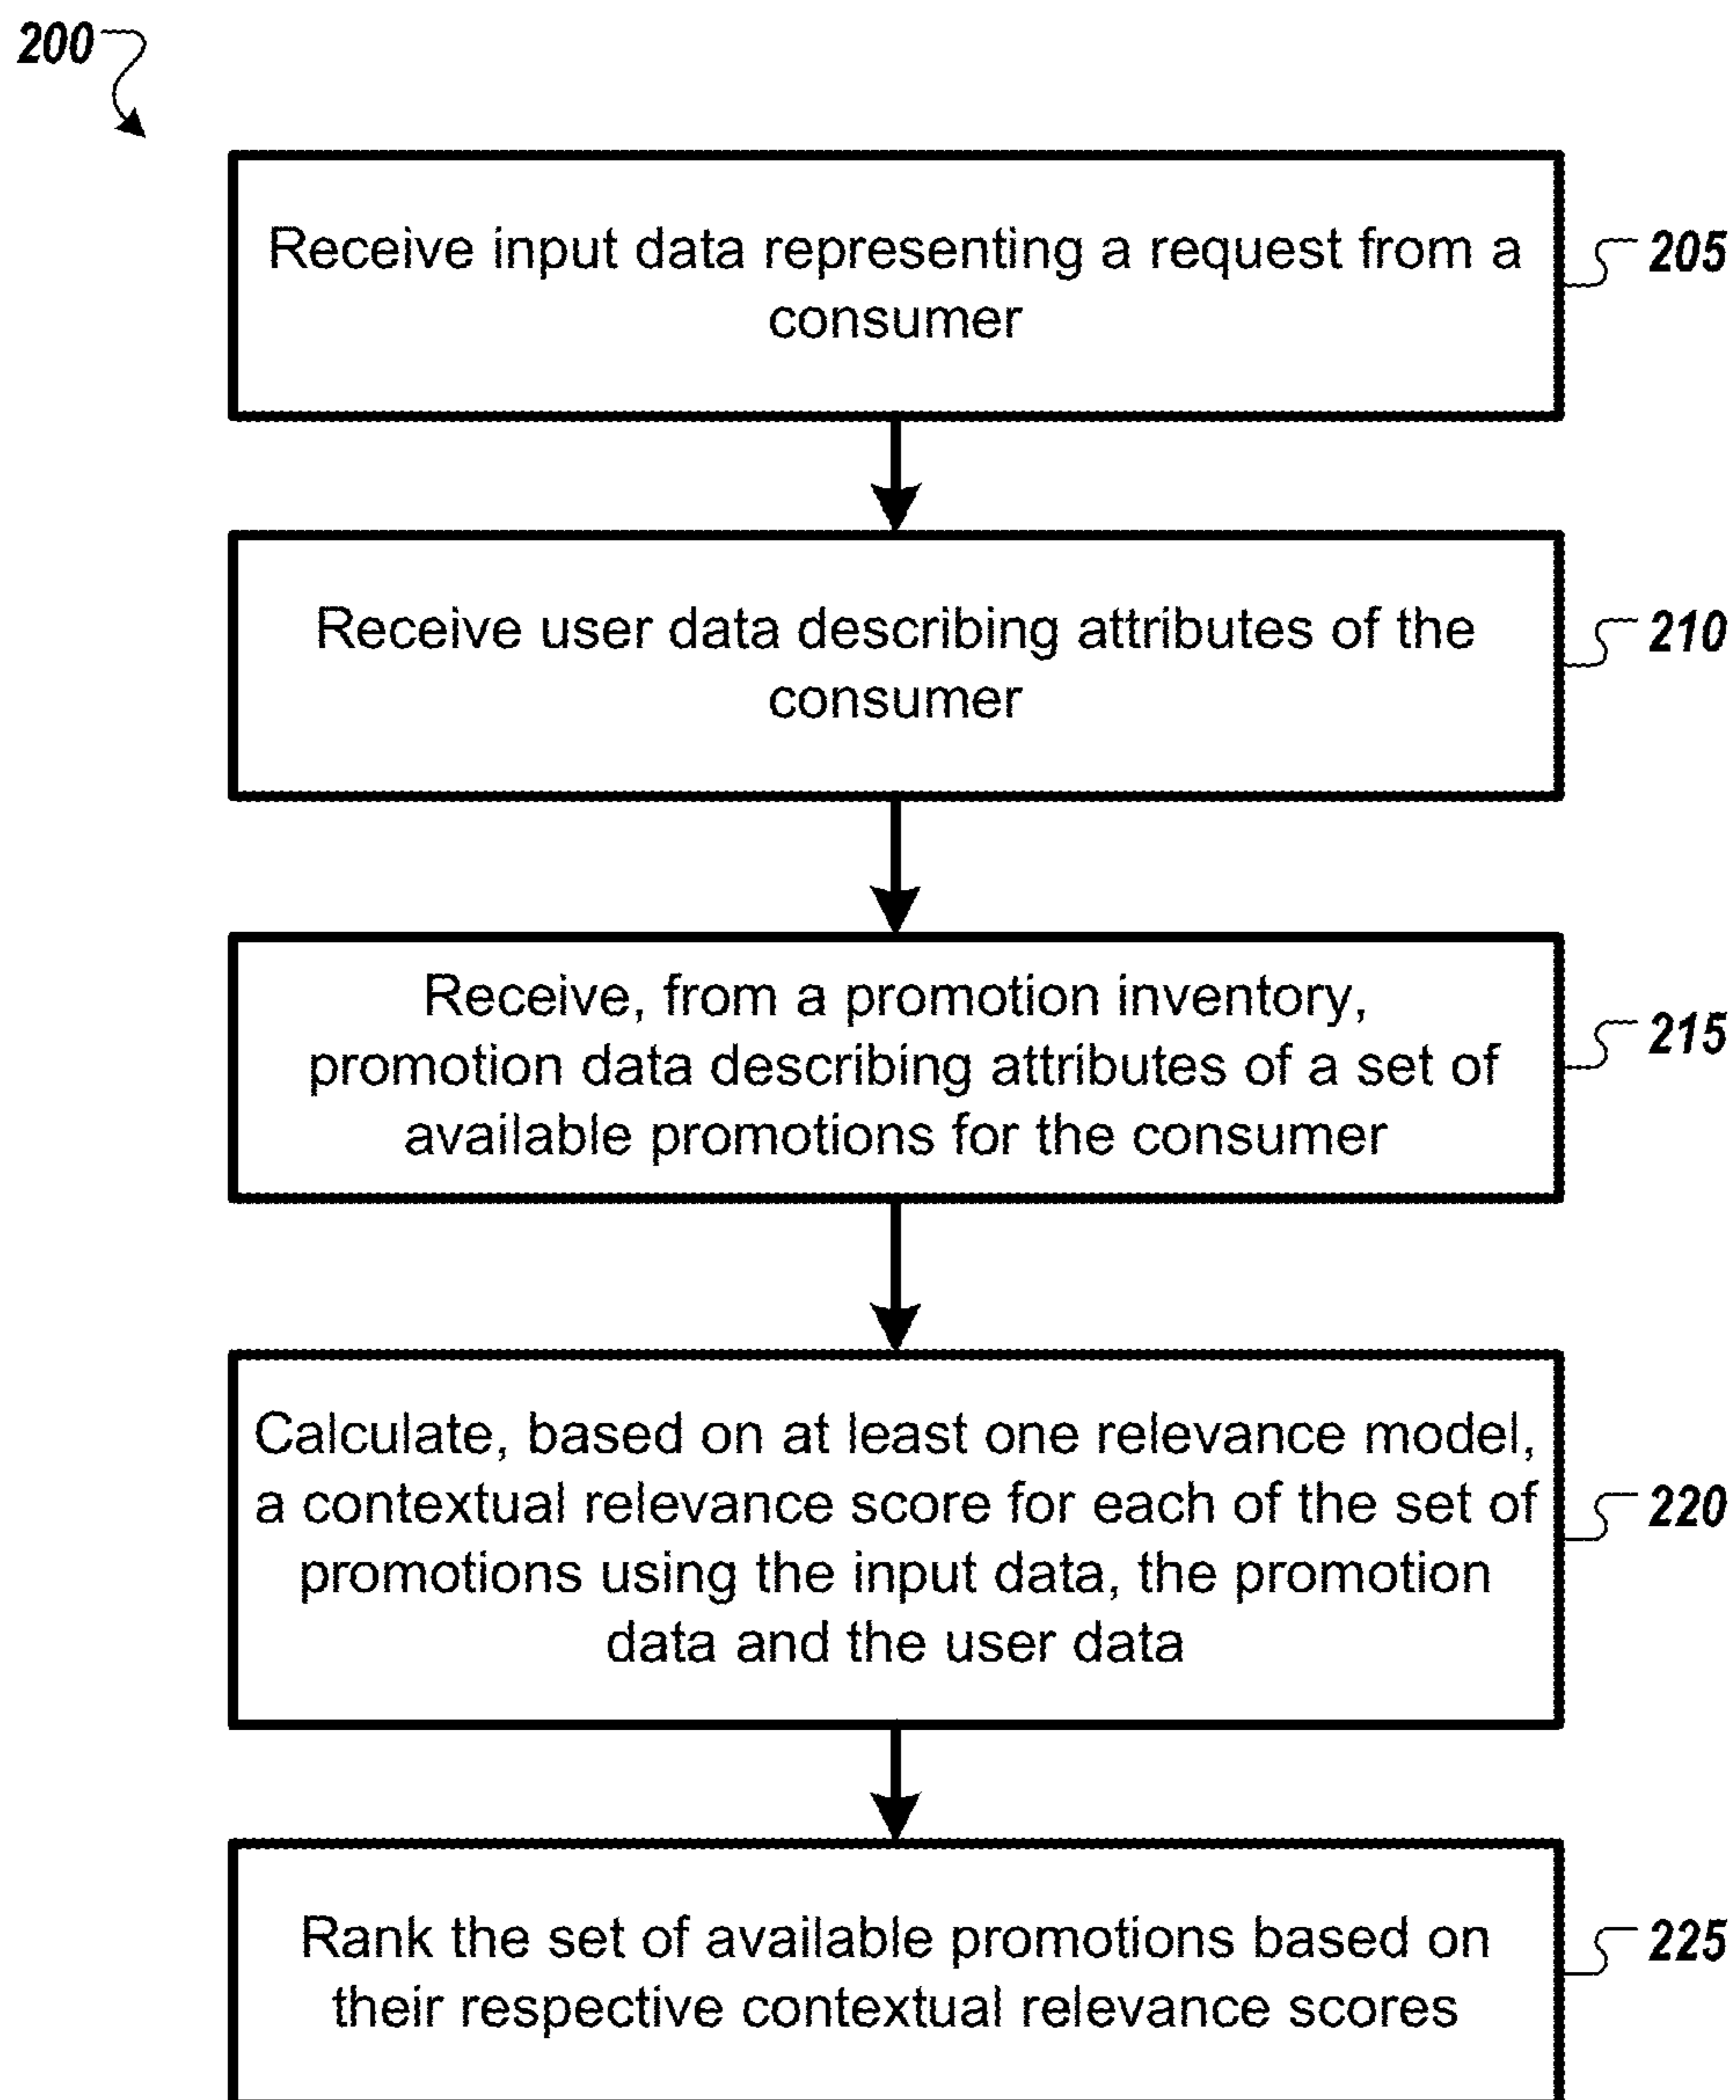 200
Receive input data representing a request from a
consumer
205
Receive user data describing attributes of the
consumer
210
Receive, from a promotion inventory,
promotion data describing attributes of a set of
available promotions for the consumer
215
Calculate, based on at least one relevance model,
a contextual relevance score for each of the set of
promotions using the input data, the promotion
data and the user data
220
Rank the set of available promotions based on
their respective contextual relevance scores
225